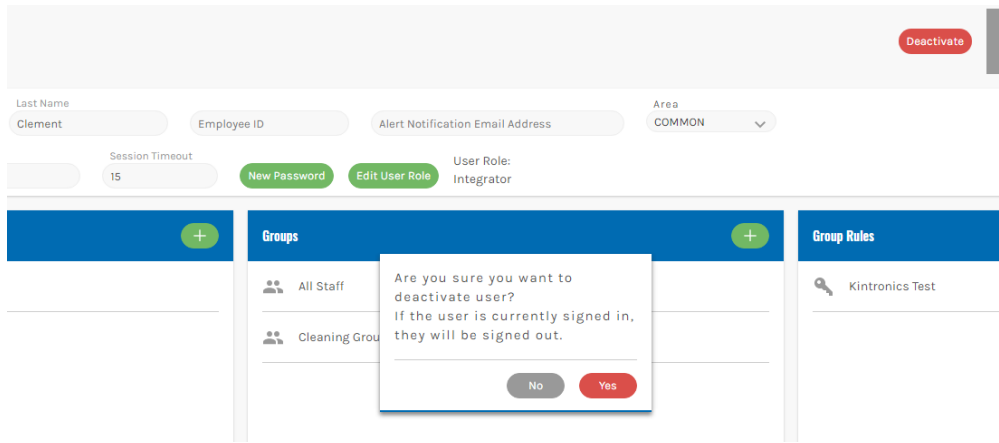 Deactivate
Last Name
Clement
Employee ID
Alert Notification Email Address
Area
COMMON
Session Timeout
15
New Password
Edit User Role
User Role:
Integrator
Groups
Group Rules
All Staff
Cleaning Grou
Kintronics Test
Are you sure you want to
deactivate user?
If the user is currently signed in,
they will be signed out.
No
Yes